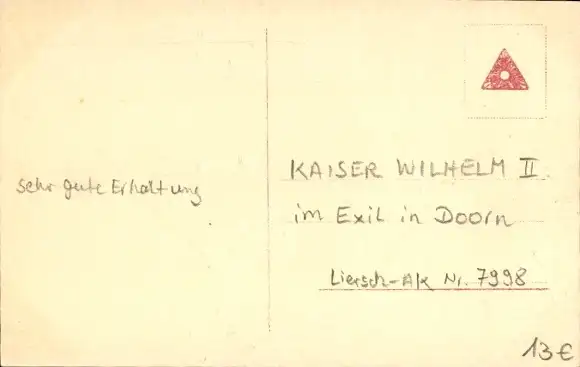 sehr gute Erhaltung
KAISER WILHELM II.
im Exil in Doorn
Liersch-AK Nr. 7998
13€